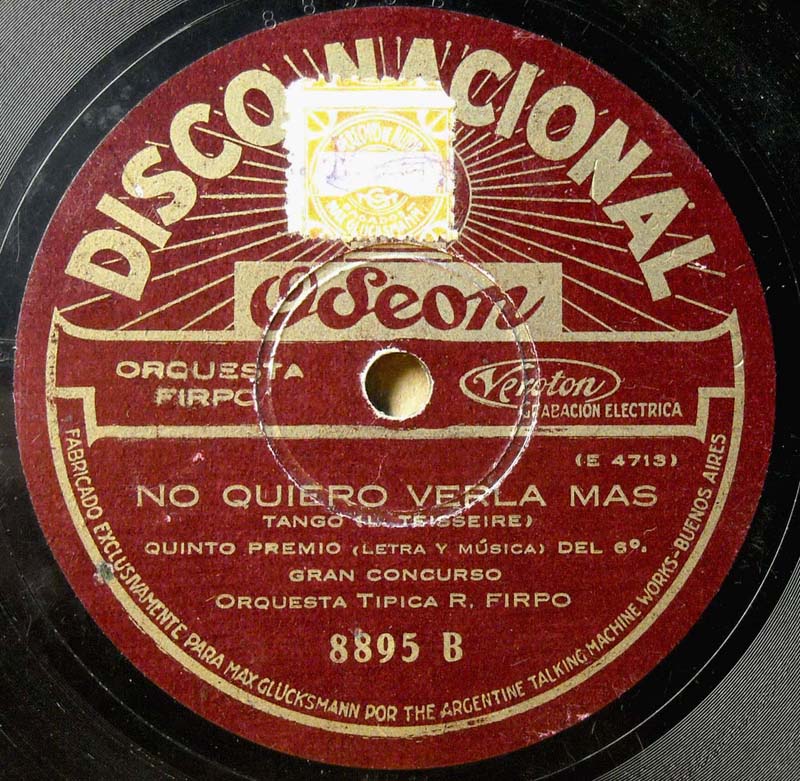 DISCO NACIONAL
Odeon
ORQUESTA
FIRPO
Veroton
GRABACIÓN ELECTRICA
(E 4713)
NO QUIERO VERLA MAS
TANGO (L. TEISSEIRE)
QUINTO PREMIO (LETRA Y MÚSICA) DEL 6º.
GRAN CONCURSO
ORQUESTA TIPICA R. FIRPO
8895 B
FABRICADO EXCLUSIVAMENTE PARA MAX GLÜCKSMANN POR THE ARGENTINE TALKING MACHINE WORKS-BUENOS AIRES